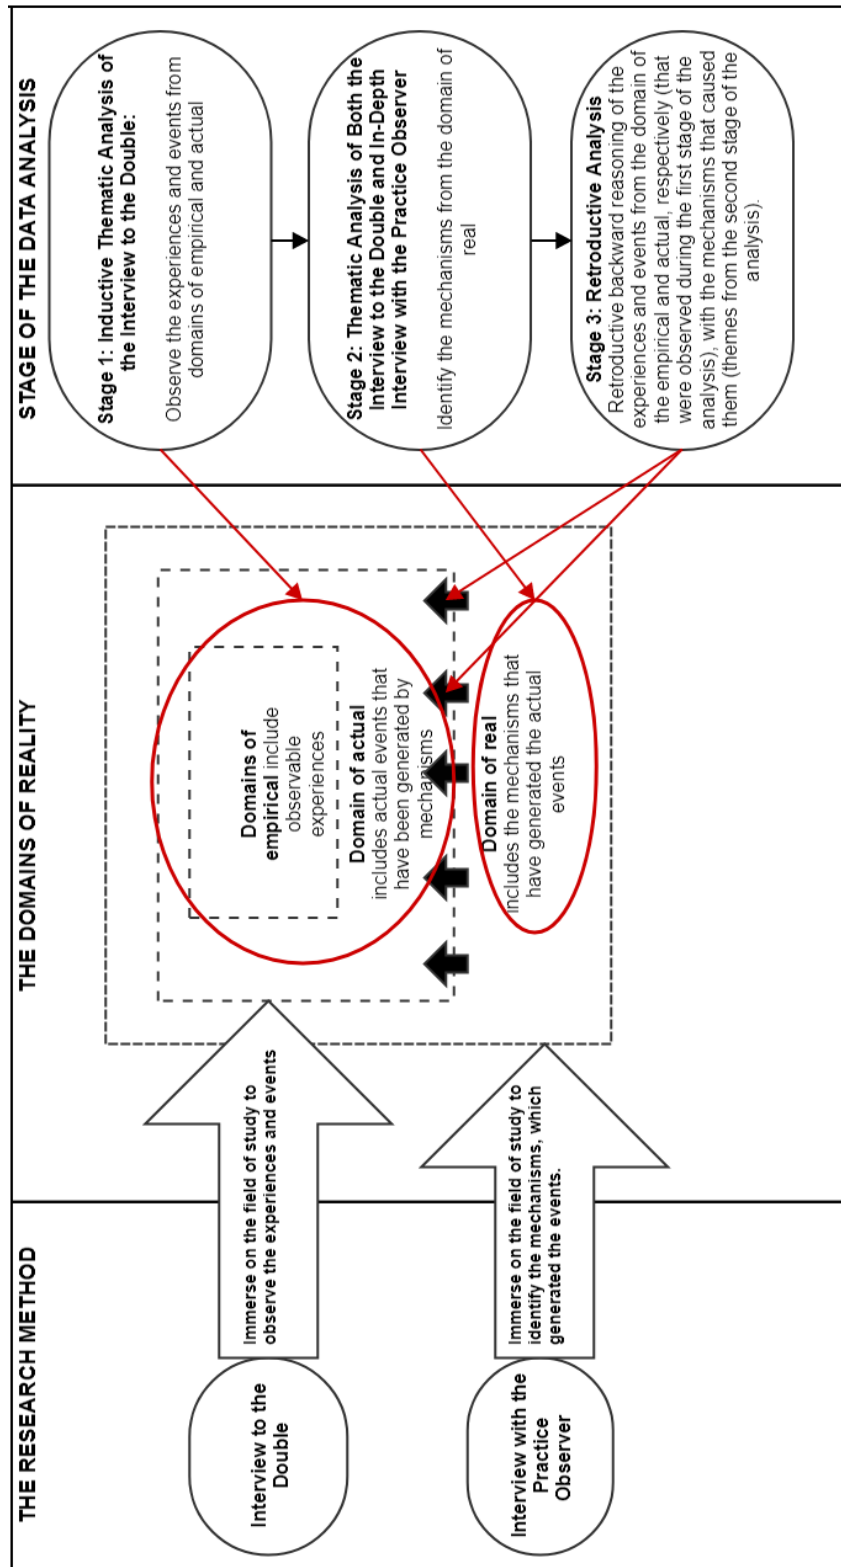 THE RESEARCH METHOD
Interview to the
Double
Interview with the
Practice
Observer
Immerse on the field of study to
observe the experiences and events
Immerse on the field of study to
identify the mechanisms, which
generated the events.
THE DOMAINS OF REALITY
Domains of
empirical include
observable
experiences
Domain of actual
includes actual events that
have been generated by
mechanisms
Domain of real
includes the mechanisms that
have generated the actual
events
STAGE OF THE DATA ANALYSIS
Stage 1: Inductive Thematic Analysis of
the Interview to the Double:
Observe the experiences and events from
domains of empirical and actual
Stage 2: Thematic Analysis of Both the
Interview to the Double and In-Depth
Interview with the Practice Observer
Identify the mechanisms from the domain of
real
Stage 3: Retroductive Analysis
Retroductive backward reasoning of the
experiences and events from the domain of
the empirical and actual, respectively (that
were observed during the first stage of the
analysis), with the mechanisms that caused
them (themes from the second stage of the
analysis).